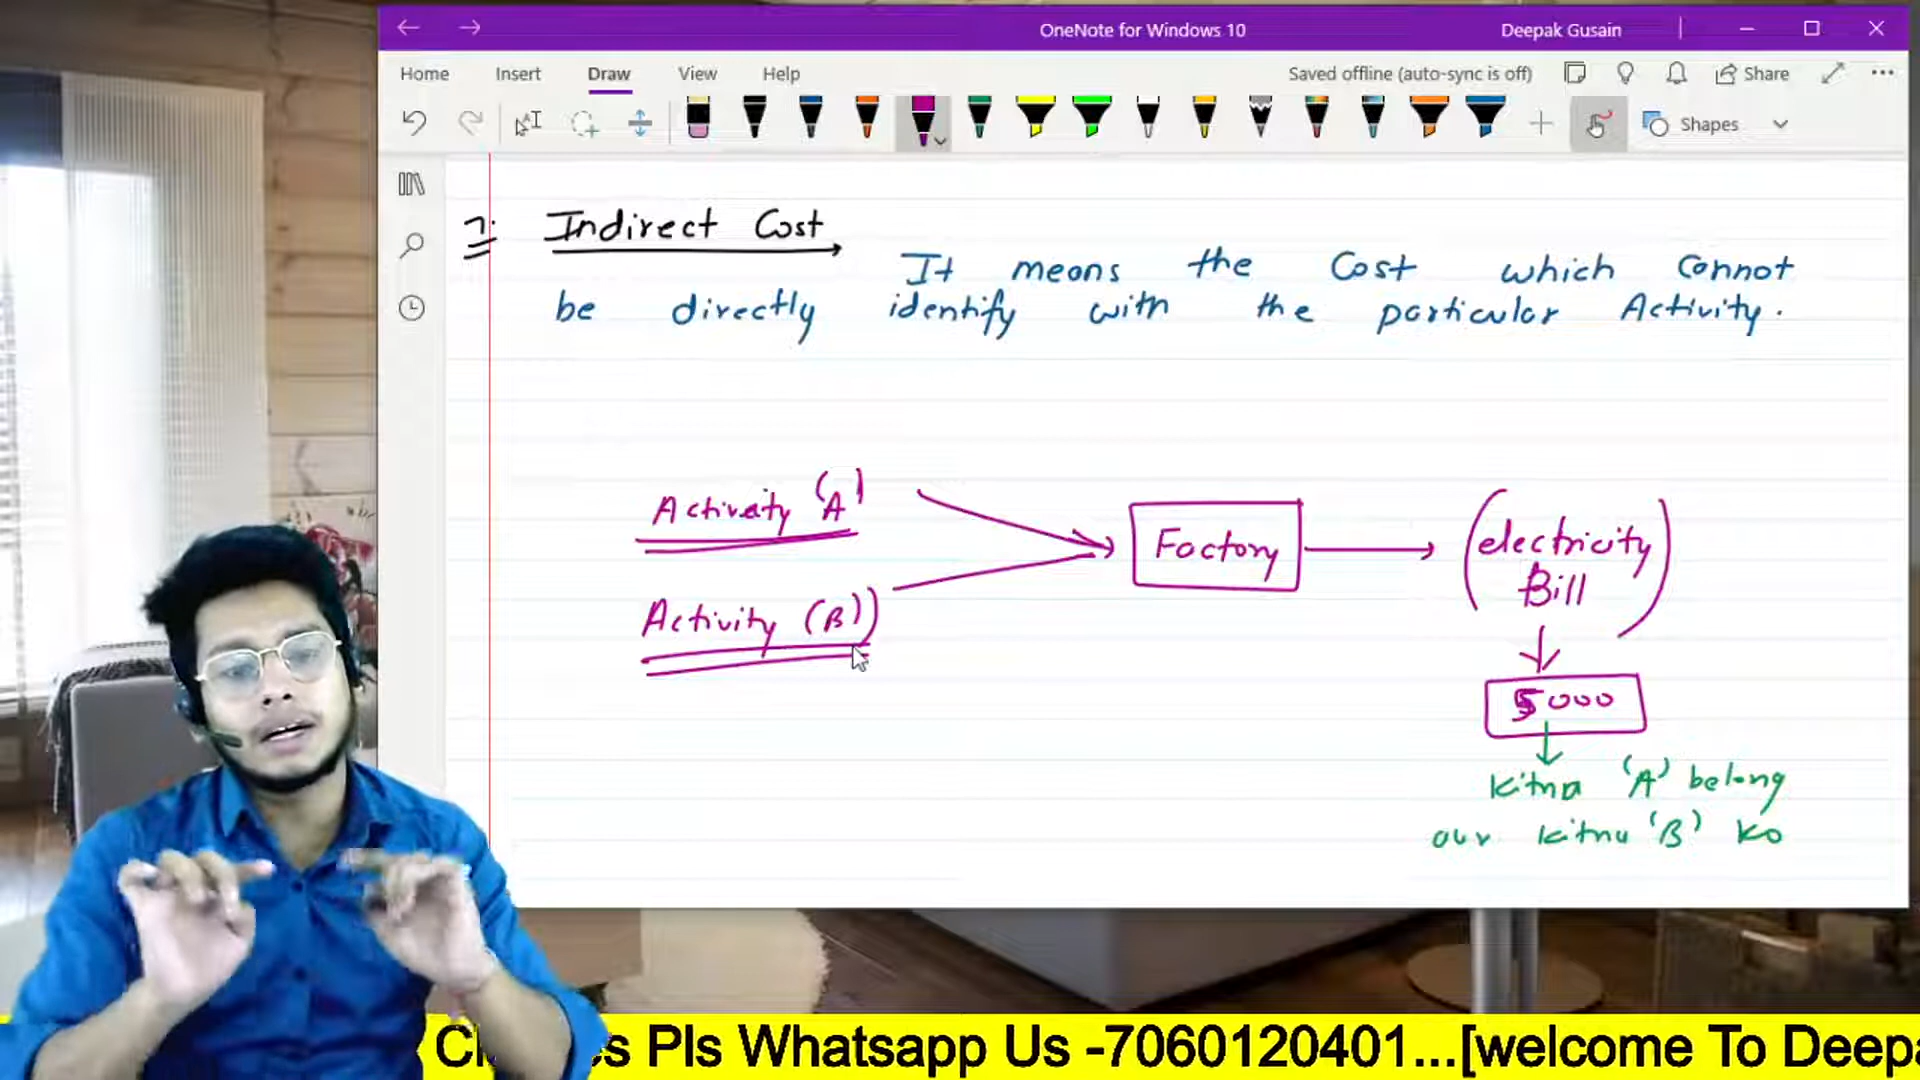 OneNote for Windows 10
Deepak Gusain
Home Insert Draw View Help
Saved offline (auto-sync is off)
Share
Shapes
7. Indirect Cost
It means the Cost which cannot
be directly identify with the particular Activity.
Activity (A)
Activity (B)
Factory
(electricity
Bill)
5000
kitna 'A' belong
aur kitna 'B' ko
Pls Whatsapp Us -7060120401...[welcome To